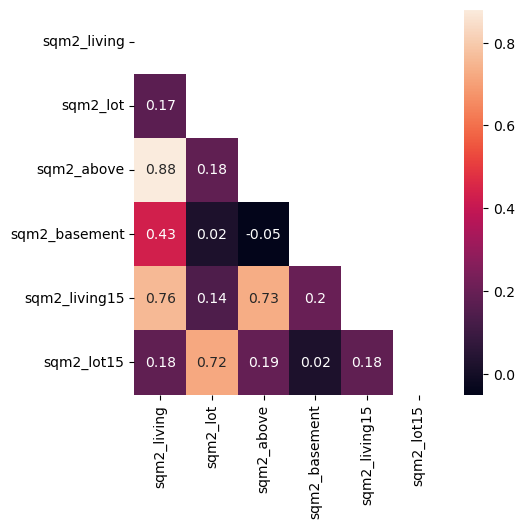 sqm2_living
sqm2_lot
0.17
sqm2_above
0.88 0.18
sqm2_basement
0.43 0.02 -0.05
sqm2_living15
0.76 0.14 0.73 0.2
sqm2_lot15
0.18 0.72 0.19 0.02 0.18
sqm2_living
sqm2_lot
sqm2_above
sqm2_basement
sqm2_living15
sqm2_lot15
0.8
0.6
0.4
0.2
0.0